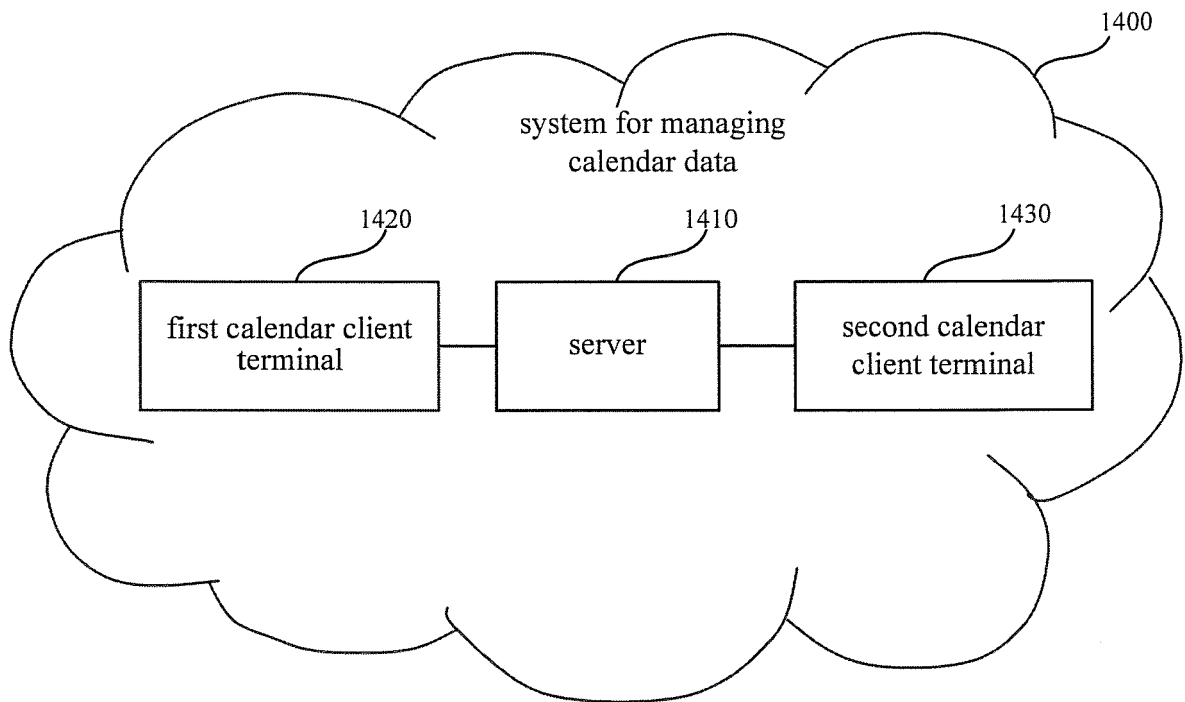 1400
system for managing
calendar data
1420
1410
1430
first calendar client
terminal
server
second calendar
client terminal